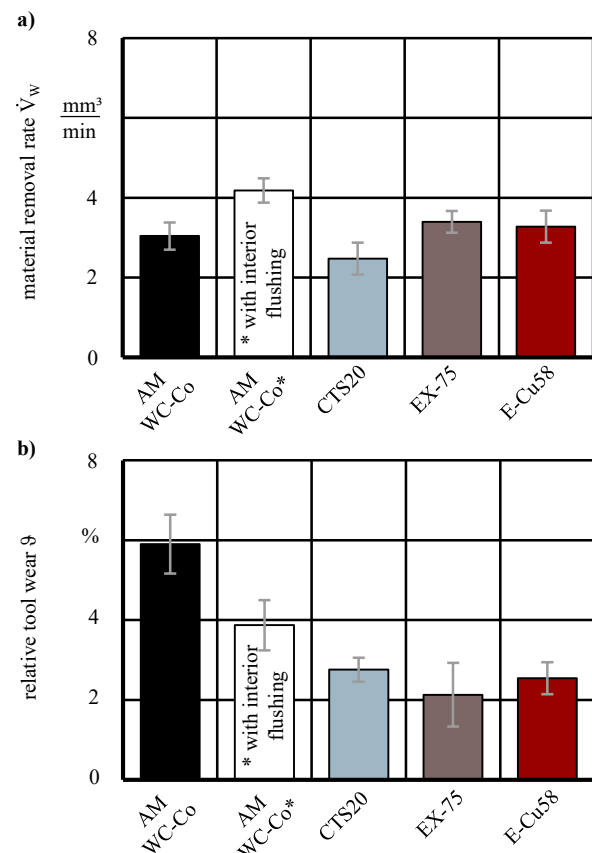 a)
8
4
2
0
material removal rate V̇w
mm³
min
* with interior
flushing
AM
WC-Co
AM
WC-Co*
CTS20
EX-75
E-Cu58
b)
8
%
4
2
0
relative tool wear ϑ
* with interior
flushing
AM
WC-Co
AM
WC-Co*
CTS20
EX-75
E-Cu58